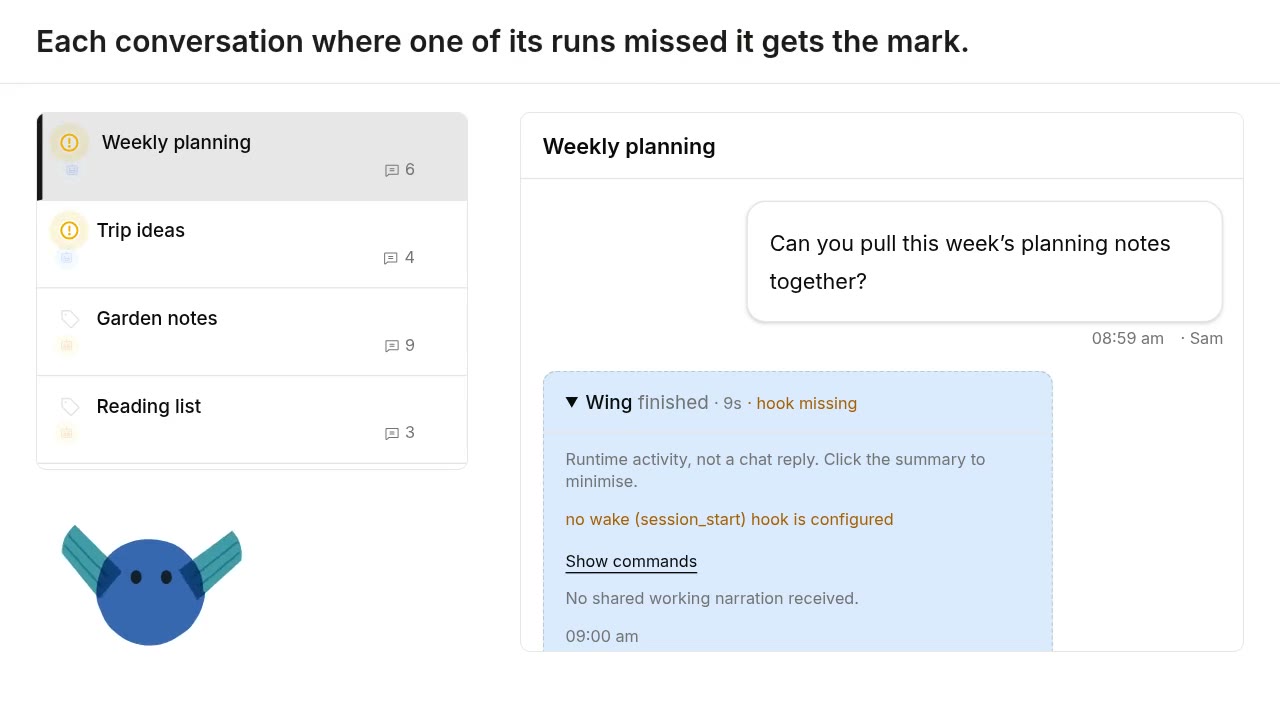 Each conversation where one of its runs missed it gets the mark.
Weekly planning
6
Trip ideas
4
Garden notes
9
Reading list
3
Weekly planning
Can you pull this week’s planning notes
together?
08:59 am · Sam
▼ Wing finished · 9s · hook missing
Runtime activity, not a chat reply. Click the summary to
minimise.
no wake (session_start) hook is configured
Show commands
No shared working narration received.
09:00 am